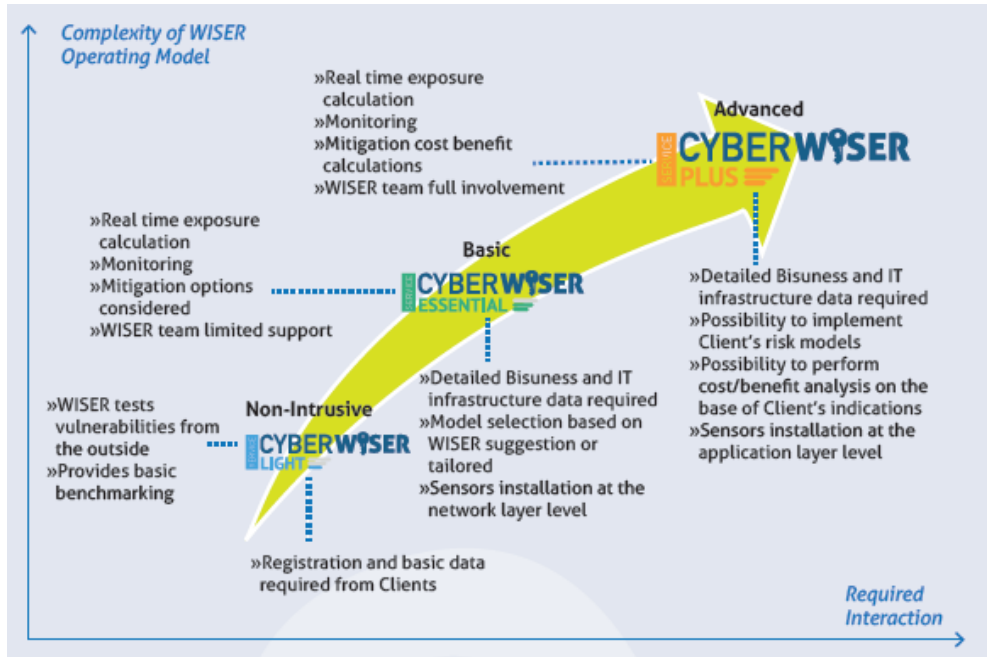 Complexity of WISER
Operating Model
»Real time exposure
calculation
»Monitoring
»Mitigation cost benefit
calculations
»WISER team full involvement
Advanced
SERVICE
CYBERWISER
PLUS
»Real time exposure
calculation
»Monitoring
»Mitigation options
considered
»WISER team limited support
Basic
SERVICE
CYBERWISER
ESSENTIAL
»Detailed Bisuness and IT
infrastructure data required
»Possibility to implement
Client's risk models
»Possibility to perform
cost/benefit analysis on the
base of Client's indications
»Sensors installation at the
application layer level
»Detailed Bisuness and IT
infrastructure data required
»Model selection based on
WISER suggestion or
tailored
»Sensors installation at the
network layer level
»WISER tests
vulnerabilities from
the outside
»Provides basic
benchmarking
Non-Intrusive
SERVICE
CYBERWISER
LIGHT
»Registration and basic data
required from Clients
Required
Interaction